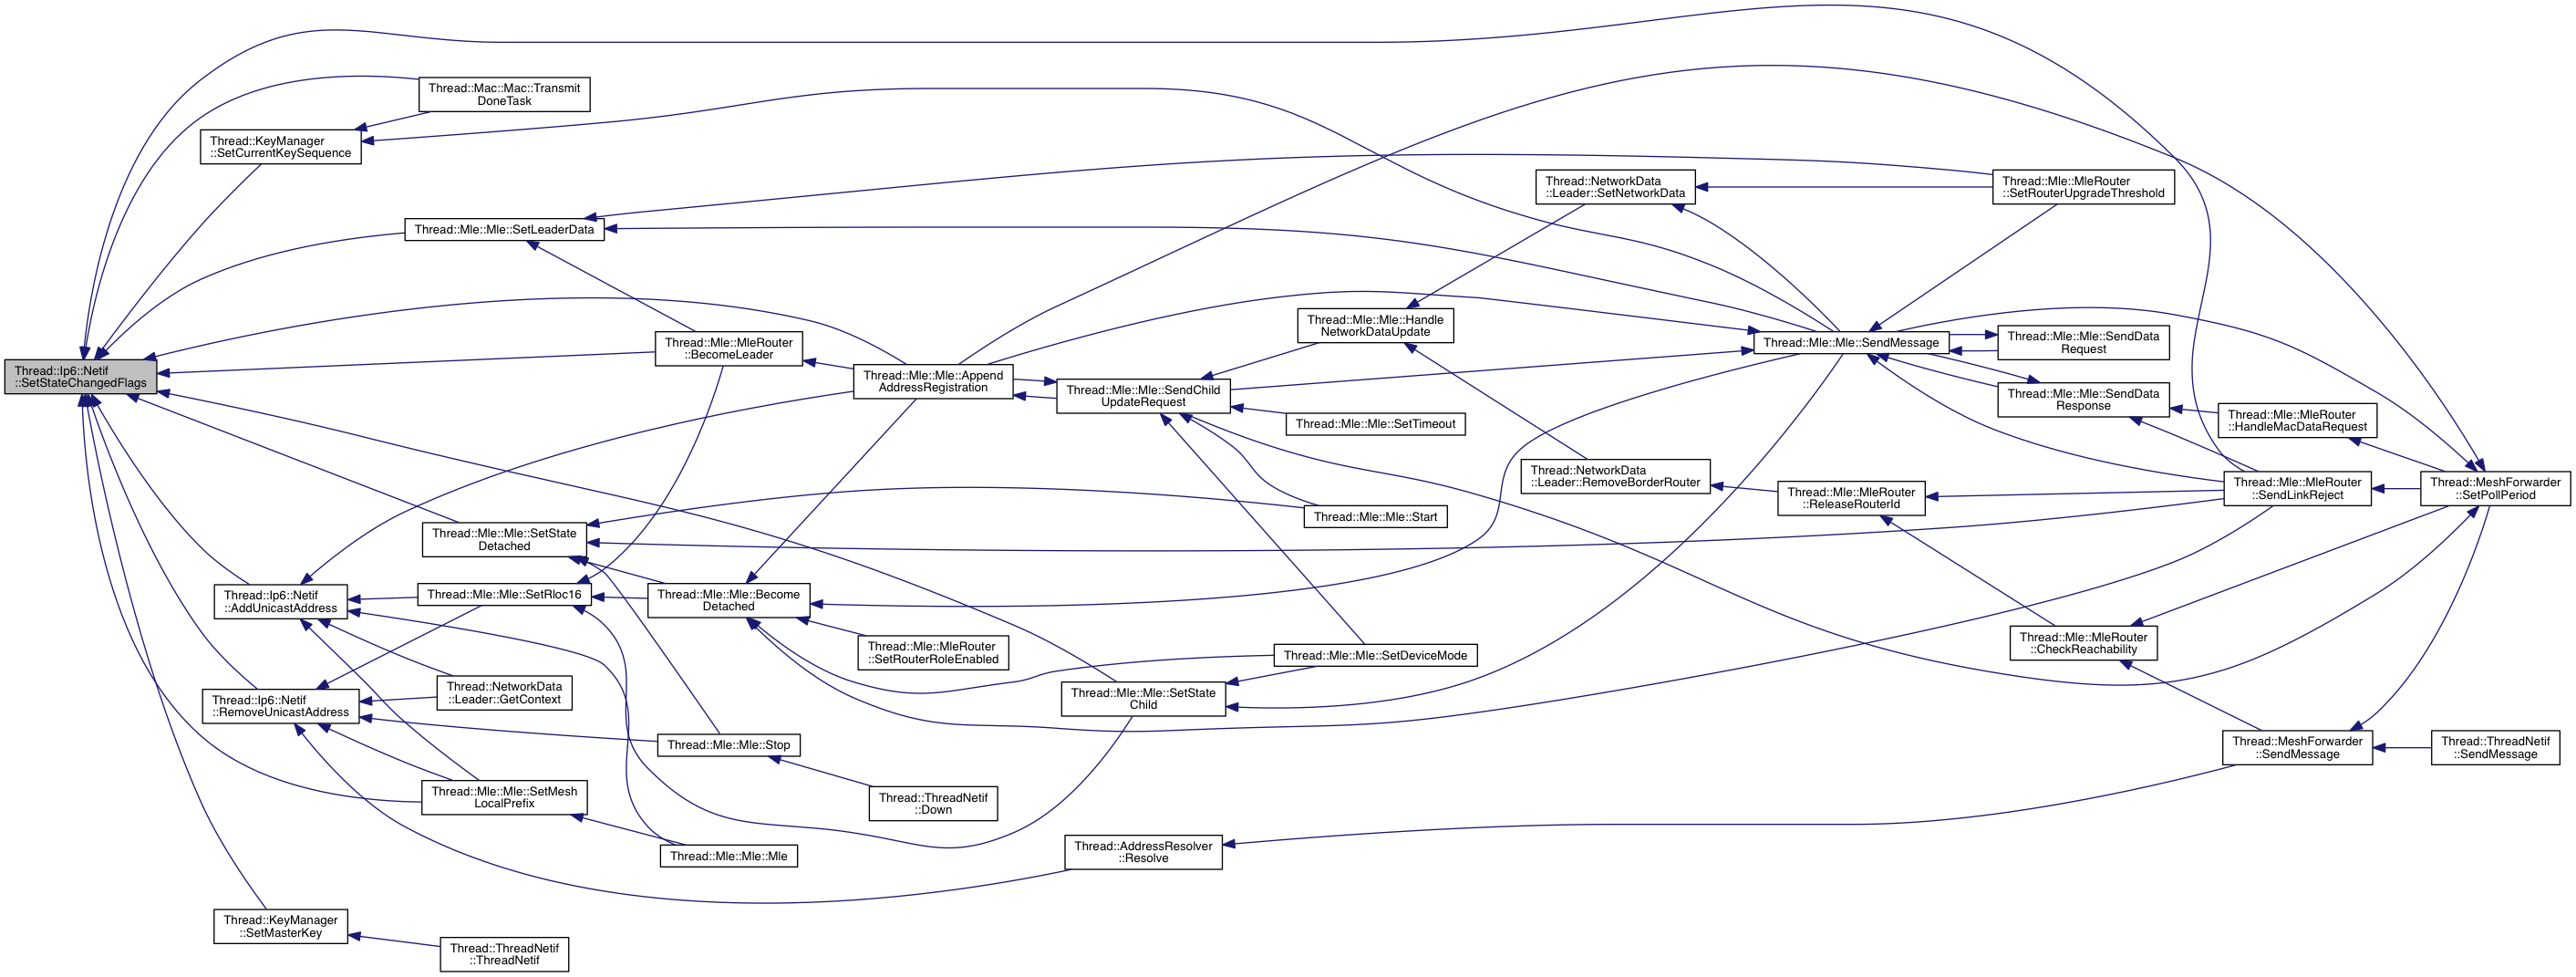 Thread::Ip6::Netif
::SetStateChangedFlags
Thread::Mac::Mac::Transmit
DoneTask
Thread::KeyManager
::SetCurrentKeySequence
Thread::Mle::Mle::SetLeaderData
Thread::Mle::MleRouter
::BecomeLeader
Thread::Mle::Mle::Append
AddressRegistration
Thread::Mle::Mle::SetState
Detached
Thread::Ip6::Netif
::AddUnicastAddress
Thread::Mle::Mle::SetRloc16
Thread::Mle::Mle::Become
Detached
Thread::Mle::MleRouter
::SetRouterRoleEnabled
Thread::Ip6::Netif
::RemoveUnicastAddress
Thread::NetworkData
::Leader::GetContext
Thread::Mle::Mle::Stop
Thread::ThreadNetif
::Down
Thread::Mle::Mle::SetMesh
LocalPrefix
Thread::Mle::Mle::Mle
Thread::KeyManager
::SetMasterKey
Thread::ThreadNetif
::ThreadNetif
Thread::Mle::Mle::SendChild
UpdateRequest
Thread::Mle::Mle::Handle
NetworkDataUpdate
Thread::Mle::Mle::SetTimeout
Thread::Mle::Mle::Start
Thread::Mle::Mle::SetDeviceMode
Thread::Mle::Mle::SetState
Child
Thread::AddressResolver
::Resolve
Thread::NetworkData
::Leader::SetNetworkData
Thread::NetworkData
::Leader::RemoveBorderRouter
Thread::Mle::Mle::SendMessage
Thread::Mle::MleRouter
::ReleaseRouterId
Thread::Mle::MleRouter
::SetRouterUpgradeThreshold
Thread::Mle::Mle::SendData
Request
Thread::Mle::Mle::SendData
Response
Thread::Mle::MleRouter
::HandleMacDataRequest
Thread::Mle::MleRouter
::SendLinkReject
Thread::MeshForwarder
::SetPollPeriod
Thread::Mle::MleRouter
::CheckReachability
Thread::MeshForwarder
::SendMessage
Thread::ThreadNetif
::SendMessage